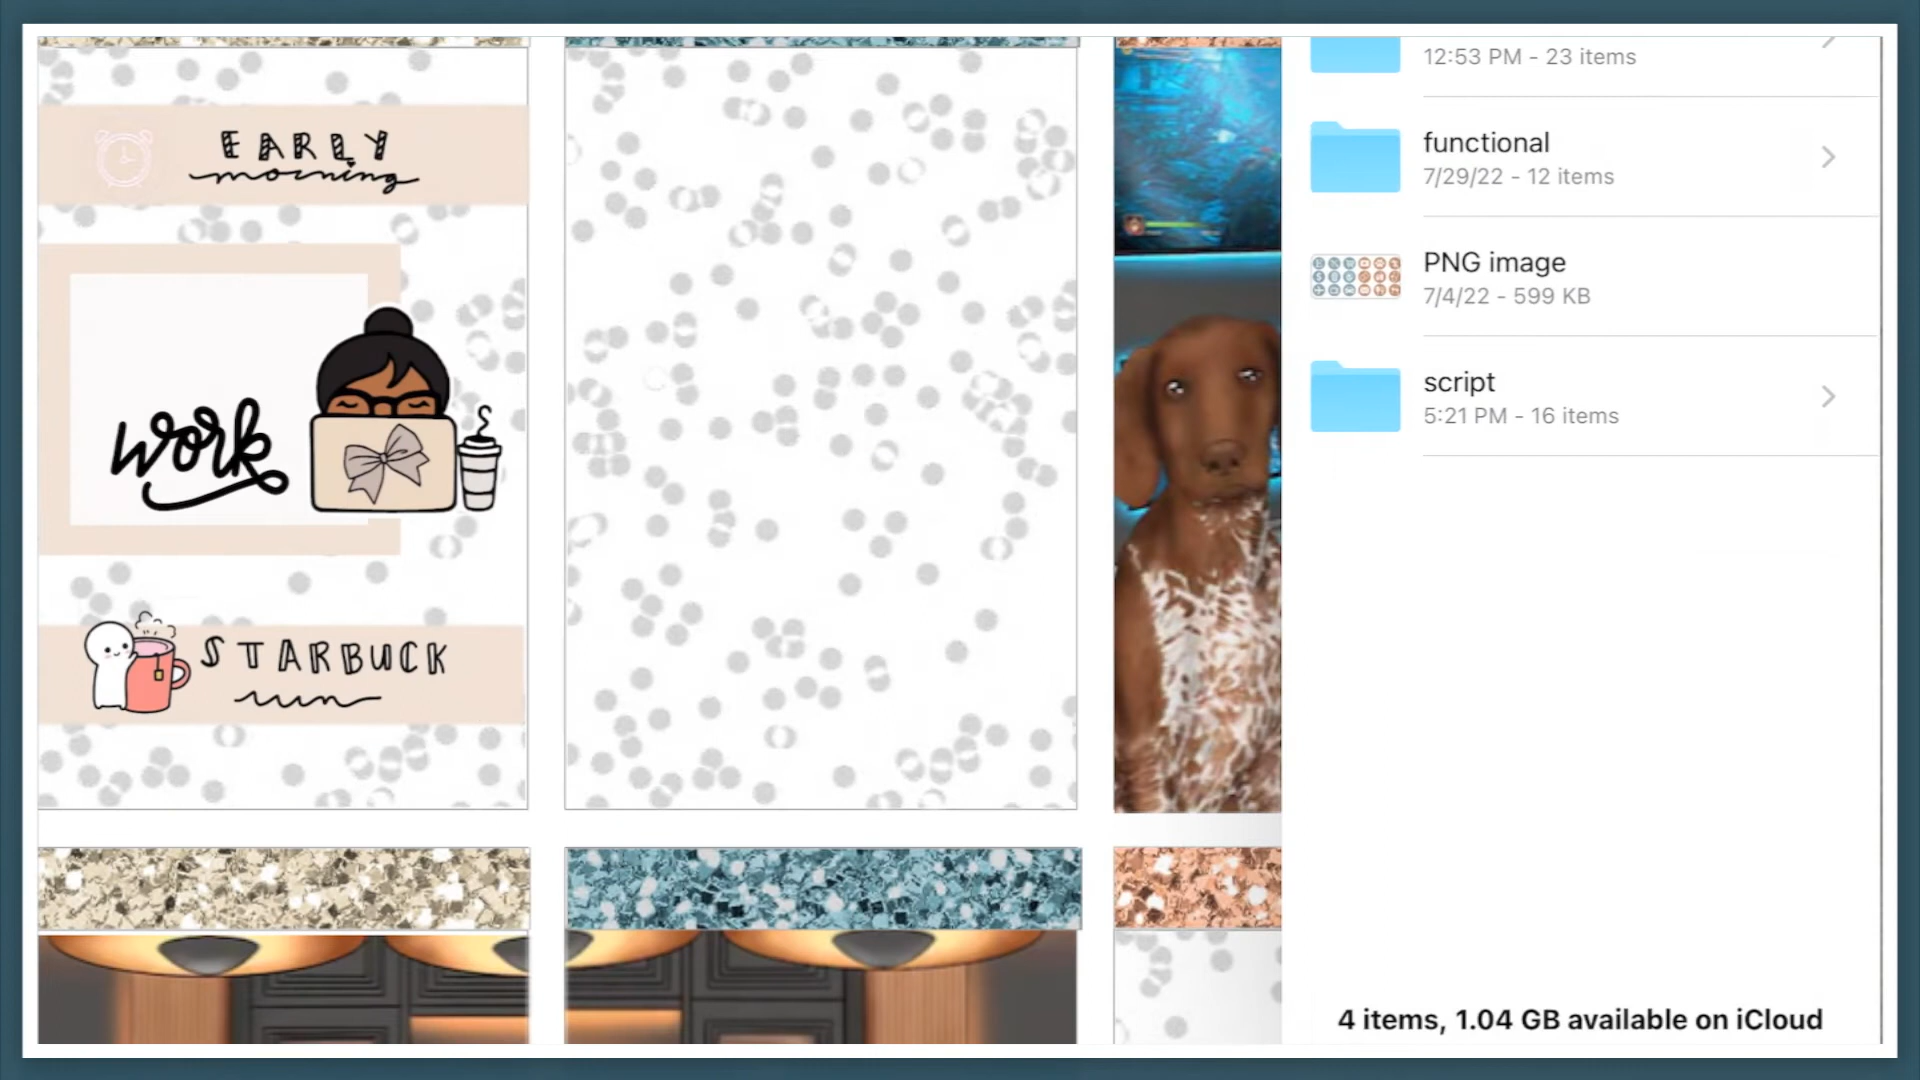 EARLY
morning
work
STARBUCK
run
12:53 PM - 23 items
functional
7/29/22 - 12 items
PNG image
7/4/22 - 599 KB
script
5:21 PM - 16 items
4 items, 1.04 GB available on iCloud